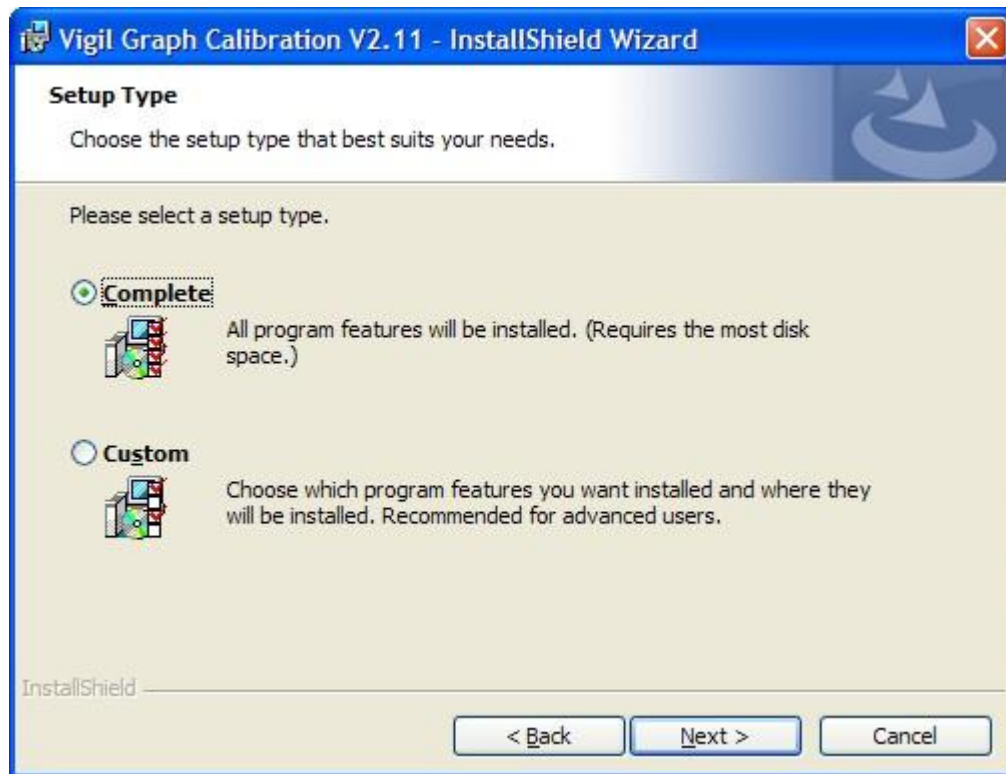 Vigil Graph Calibration V2.11 - InstallShield Wizard
Setup Type
Choose the setup type that best suits your needs.
Please select a setup type.
Complete
All program features will be installed. (Requires the most disk
space.)
Custom
Choose which program features you want installed and where they
will be installed. Recommended for advanced users.
InstallShield
< Back Next > Cancel